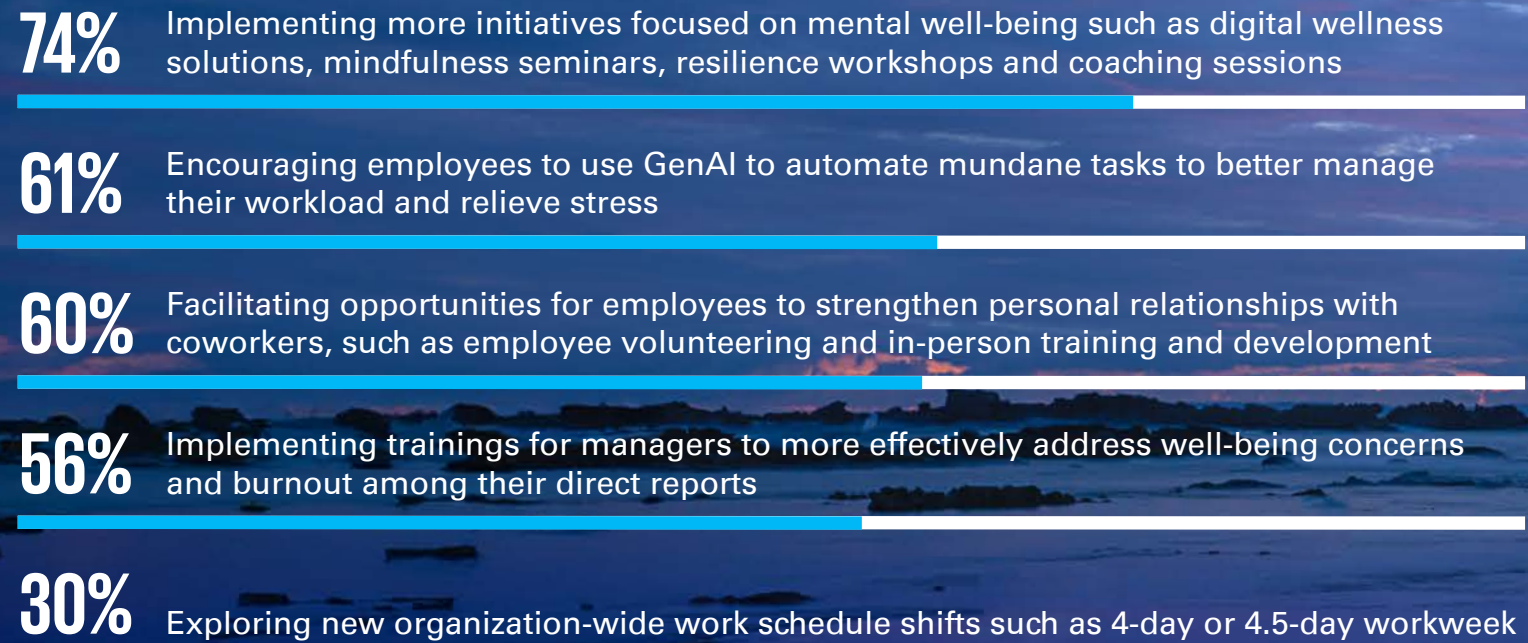 74%
Implementing more initiatives focused on mental well-being such as digital wellness
solutions, mindfulness seminars, resilience workshops and coaching sessions
61%
Encouraging employees to use GenAI to automate mundane tasks to better manage
their workload and relieve stress
60%
Facilitating opportunities for employees to strengthen personal relationships with
coworkers, such as employee volunteering and in-person training and development
56%
Implementing trainings for managers to more effectively address well-being concerns
and burnout among their direct reports
30%
Exploring new organization-wide work schedule shifts such as 4-day or 4.5-day workweek